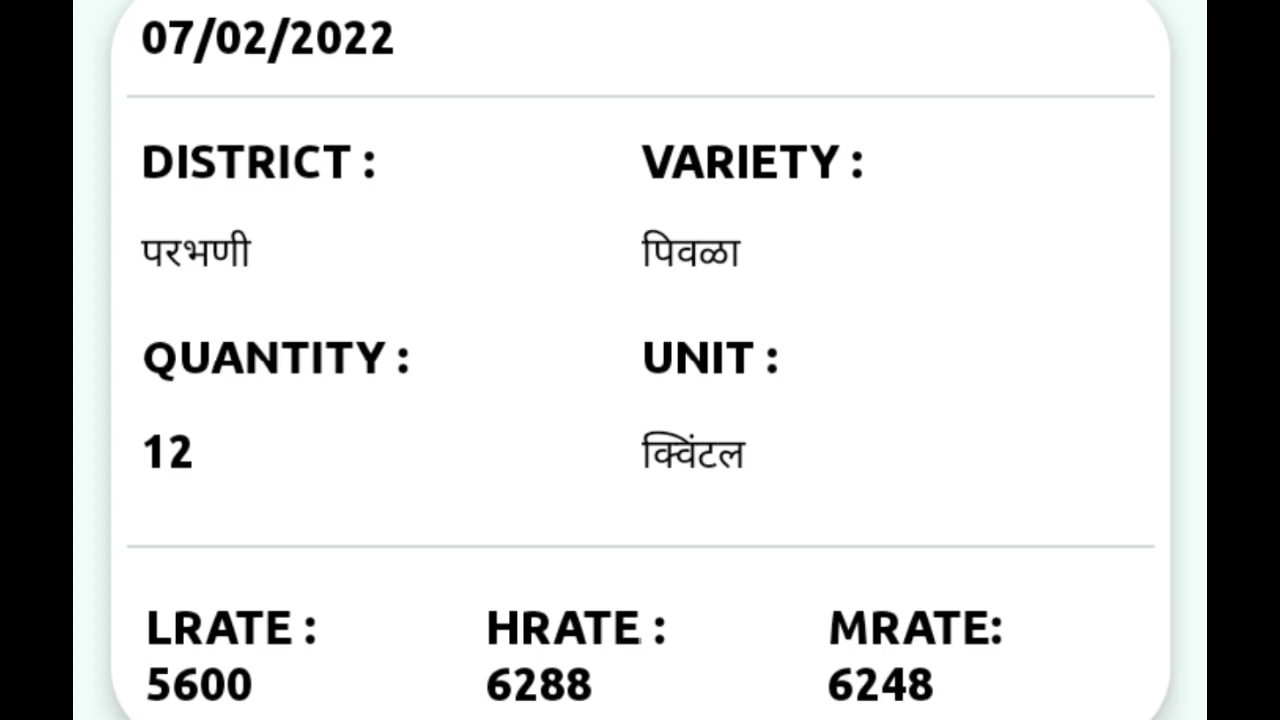 07/02/2022
DISTRICT : VARIETY :
परभणी पिवळा
QUANTITY : UNIT :
12 क्विंटल
LRATE : HRATE : MRATE:
5600 6288 6248